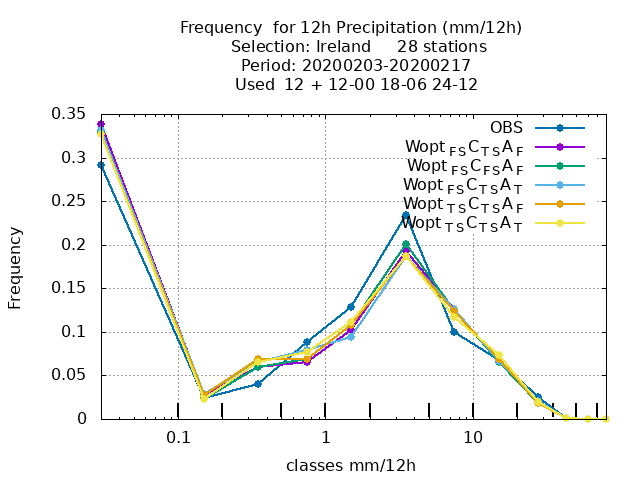 Frequency  for 12h Precipitation (mm/12h)
Selection: Ireland     28 stations
Period: 20200203-20200217
Used  12 + 12-00 18-06 24-12
0.35
0.3
0.25
0.2
0.15
0.1
0.05
0
Frequency
OBS
Wopt FS C TS A F
Wopt FS C FS A F
Wopt FS C TS A T
Wopt TS C TS A F
Wopt TS C TS A T
0.1 1 10
classes mm/12h